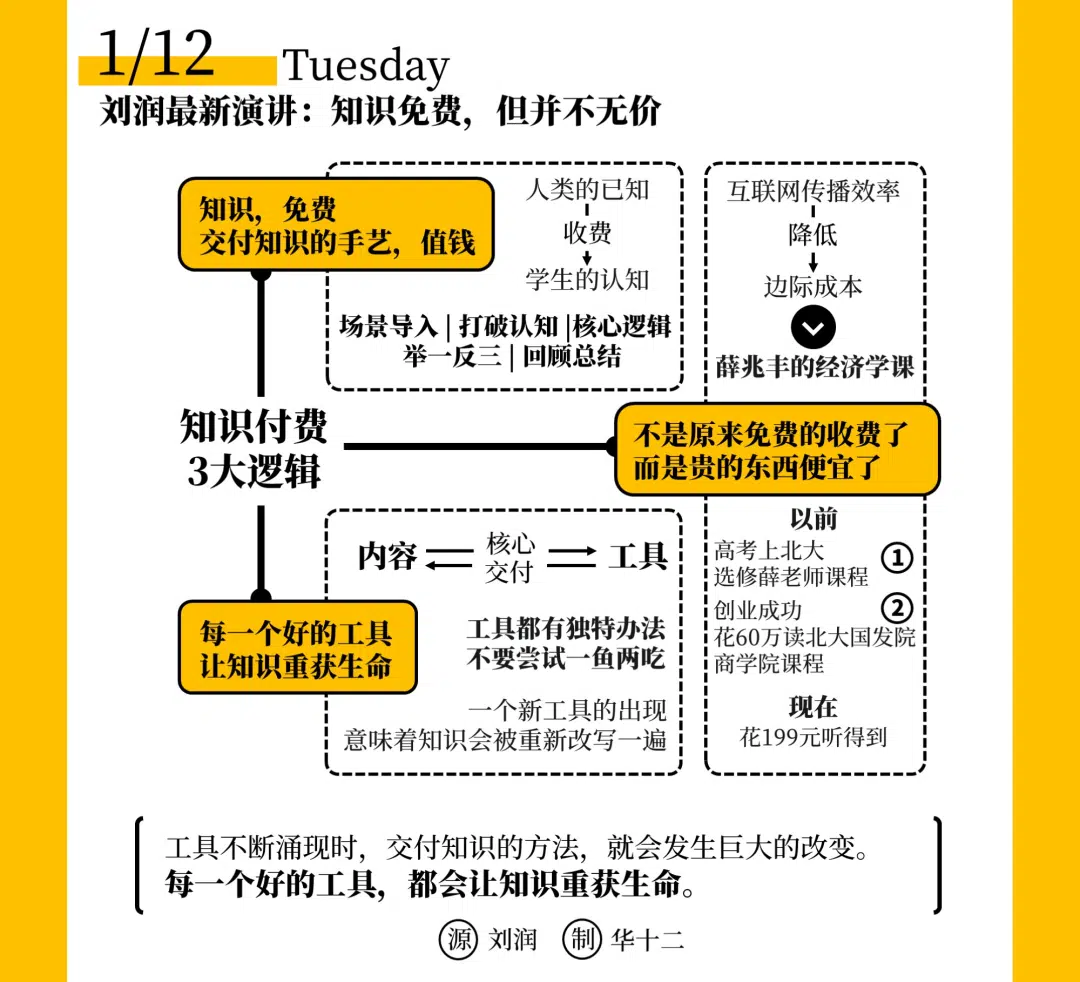 1/12 Tuesday
刘润最新演讲：知识免费，但并不无价
知识，免费
交付知识的手艺，值钱
人类的已知
收费
学生的认知
场景导入 | 打破认知 |核心逻辑
举一反三 | 回顾总结
互联网传播效率
降低
边际成本
薛兆丰的经济学课
知识付费
3大逻辑
不是原来免费的收费了
而是贵的东西便宜了
以前
高考上北大
选修薛老师课程
①
创业成功
②
花60万读北大国发院
商学院课程
现在
花199元听得到
内容
核心
交付
工具
工具都有独特办法
不要尝试一鱼两吃
一个新工具的出现
意味着知识会被重新改写一遍
每一个好的工具
让知识重获生命
工具不断涌现时，交付知识的方法，就会发生巨大的改变。
每一个好的工具，都会让知识重获生命。
源 刘润 制 华十二